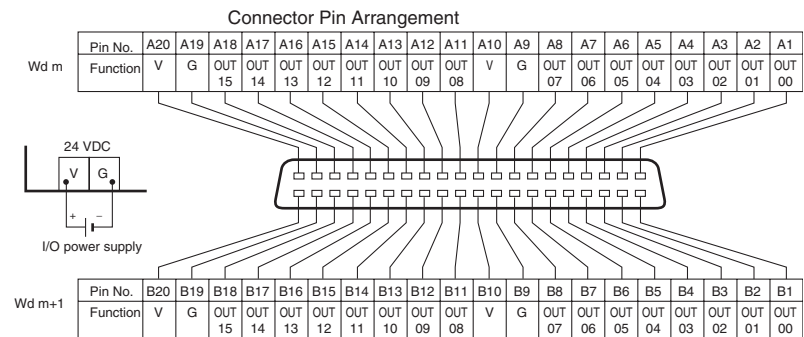 Connector Pin Arrangement
Wd m
Pin No. A20 A19 A18 A17 A16 A15 A14 A13 A12 A11 A10 A9 A8 A7 A6 A5 A4 A3 A2 A1
Function V G OUT 15 OUT 14 OUT 13 OUT 12 OUT 11 OUT 10 OUT 09 OUT 08 V G OUT 07 OUT 06 OUT 05 OUT 04 OUT 03 OUT 02 OUT 01 OUT 00
24 VDC
V G
+ −
I/O power supply
Wd m+1
Pin No. B20 B19 B18 B17 B16 B15 B14 B13 B12 B11 B10 B9 B8 B7 B6 B5 B4 B3 B2 B1
Function V G OUT 15 OUT 14 OUT 13 OUT 12 OUT 11 OUT 10 OUT 09 OUT 08 V G OUT 07 OUT 06 OUT 05 OUT 04 OUT 03 OUT 02 OUT 01 OUT 00